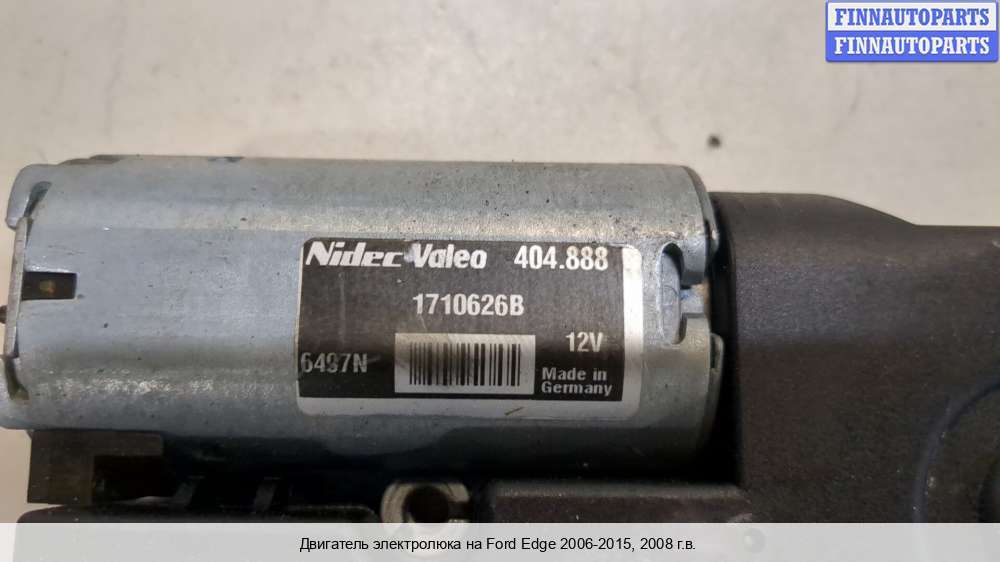 FINNAUTOPARTS
FINNAUTOPARTS
Nidec Valeo 404.888
1710626B
12V
6497N
Made in
Germany
Двигатель электролюка на Ford Edge 2006-2015, 2008 г.в.